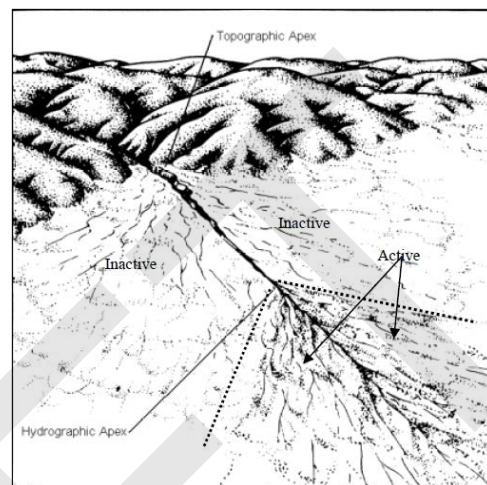 Topographic Apex
Inactive
Inactive
Active
Hydrographic Apex